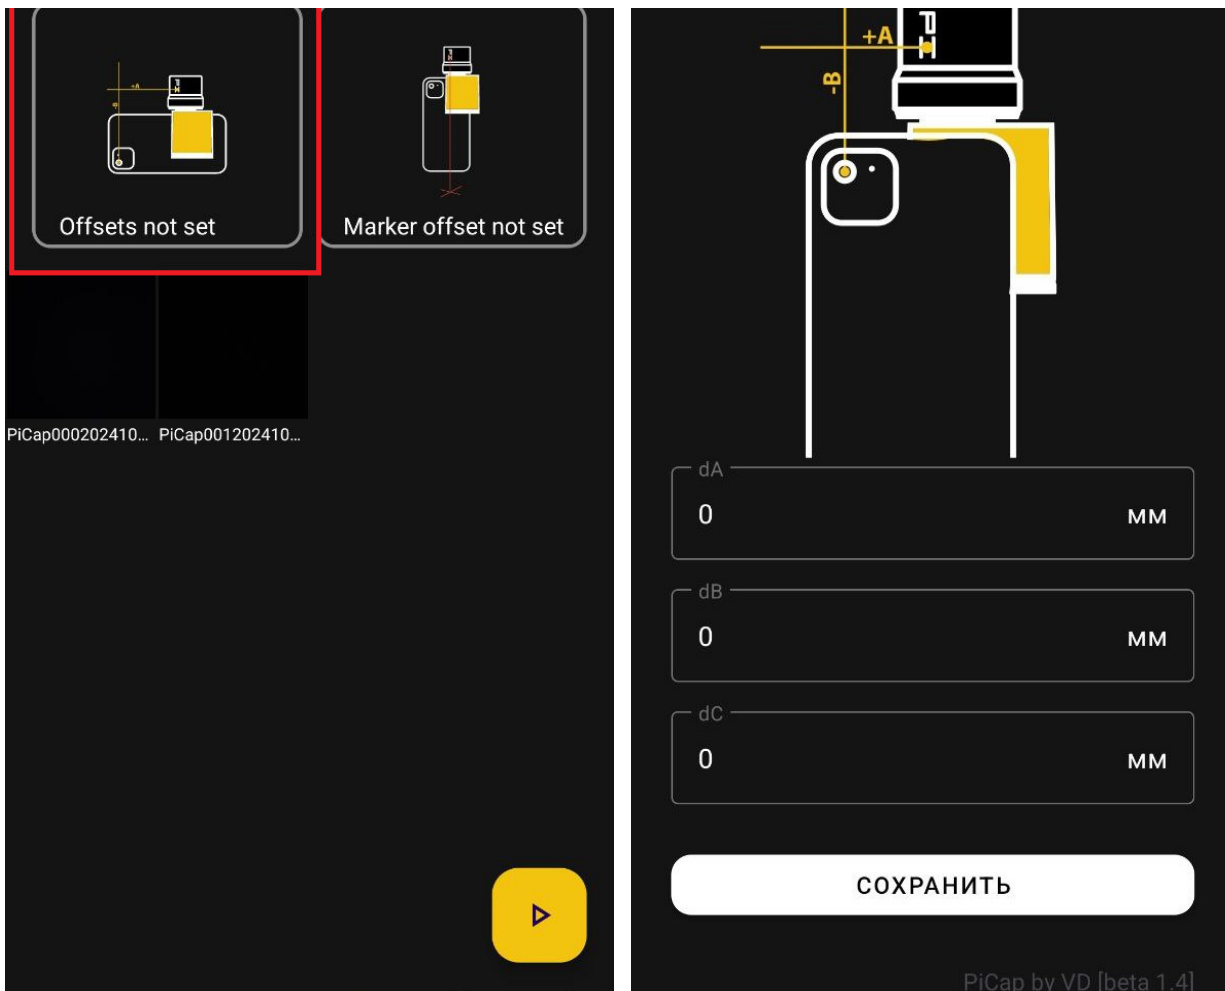 +A
-B
Offsets not set
Marker offset not set
PiCap000202410...
PiCap001202410...
+A
-B
PI
dA
0
мм
dB
0
мм
dC
0
мм
СОХРАНИТЬ
PiCap by VD [beta 1.4]